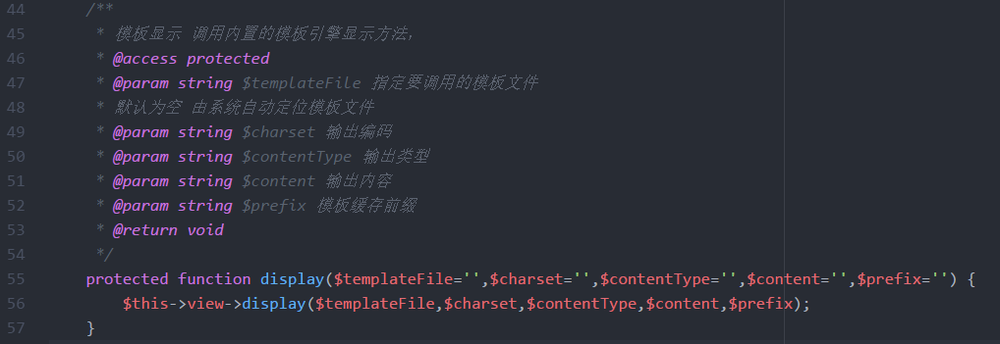 44 /**
45 * 模板显示 调用内置的模板引擎显示方法，
46 * @access protected
47 * @param string $templateFile 指定要调用的模板文件
48 * 默认为空 由系统自动定位模板文件
49 * @param string $charset 输出编码
50 * @param string $contentType 输出类型
51 * @param string $content 输出内容
52 * @param string $prefix 模板缓存前缀
53 * @return void
54 */
55 protected function display($templateFile='',$charset='',$contentType='',$content='',$prefix='') {
56 $this->view->display($templateFile,$charset,$contentType,$content,$prefix);
57 }